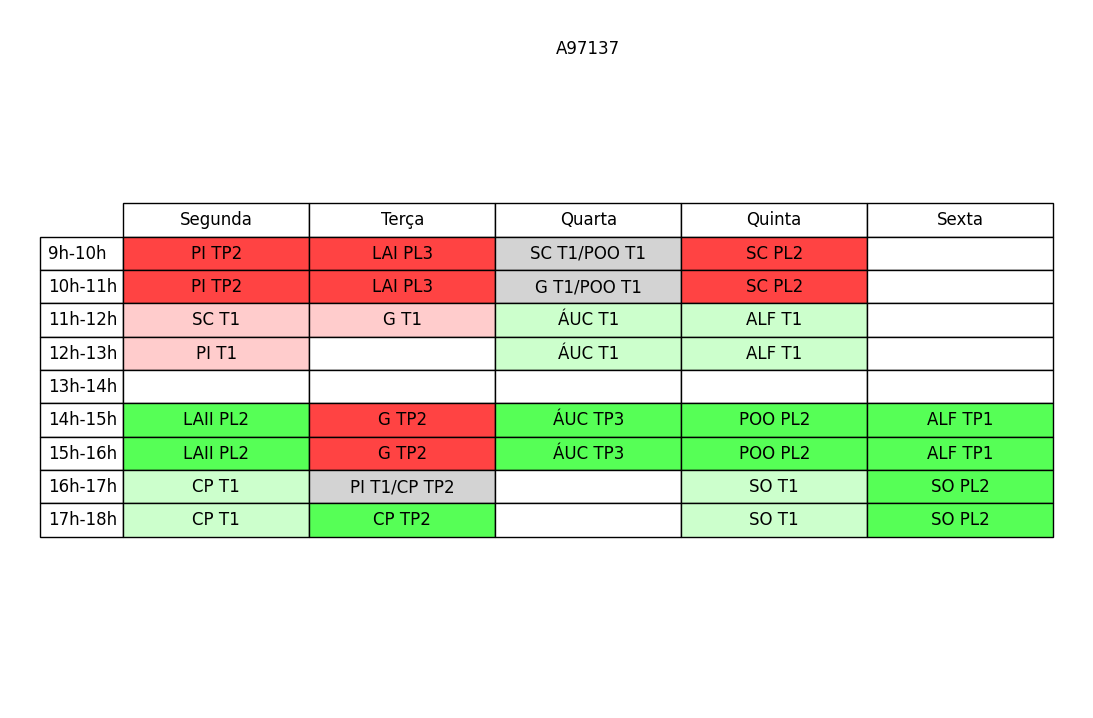 A97137
Segunda Terça Quarta Quinta Sexta
9h-10h PI TP2 LAI PL3 SC T1/POO T1 SC PL2
10h-11h PI TP2 LAI PL3 G T1/POO T1 SC PL2
11h-12h SC T1 G T1 ÁUC T1 ALF T1
12h-13h PI T1 ÁUC T1 ALF T1
13h-14h
14h-15h LAII PL2 G TP2 ÁUC TP3 POO PL2 ALF TP1
15h-16h LAII PL2 G TP2 ÁUC TP3 POO PL2 ALF TP1
16h-17h CP T1 PI T1/CP TP2 SO T1 SO PL2
17h-18h CP T1 CP TP2 SO T1 SO PL2